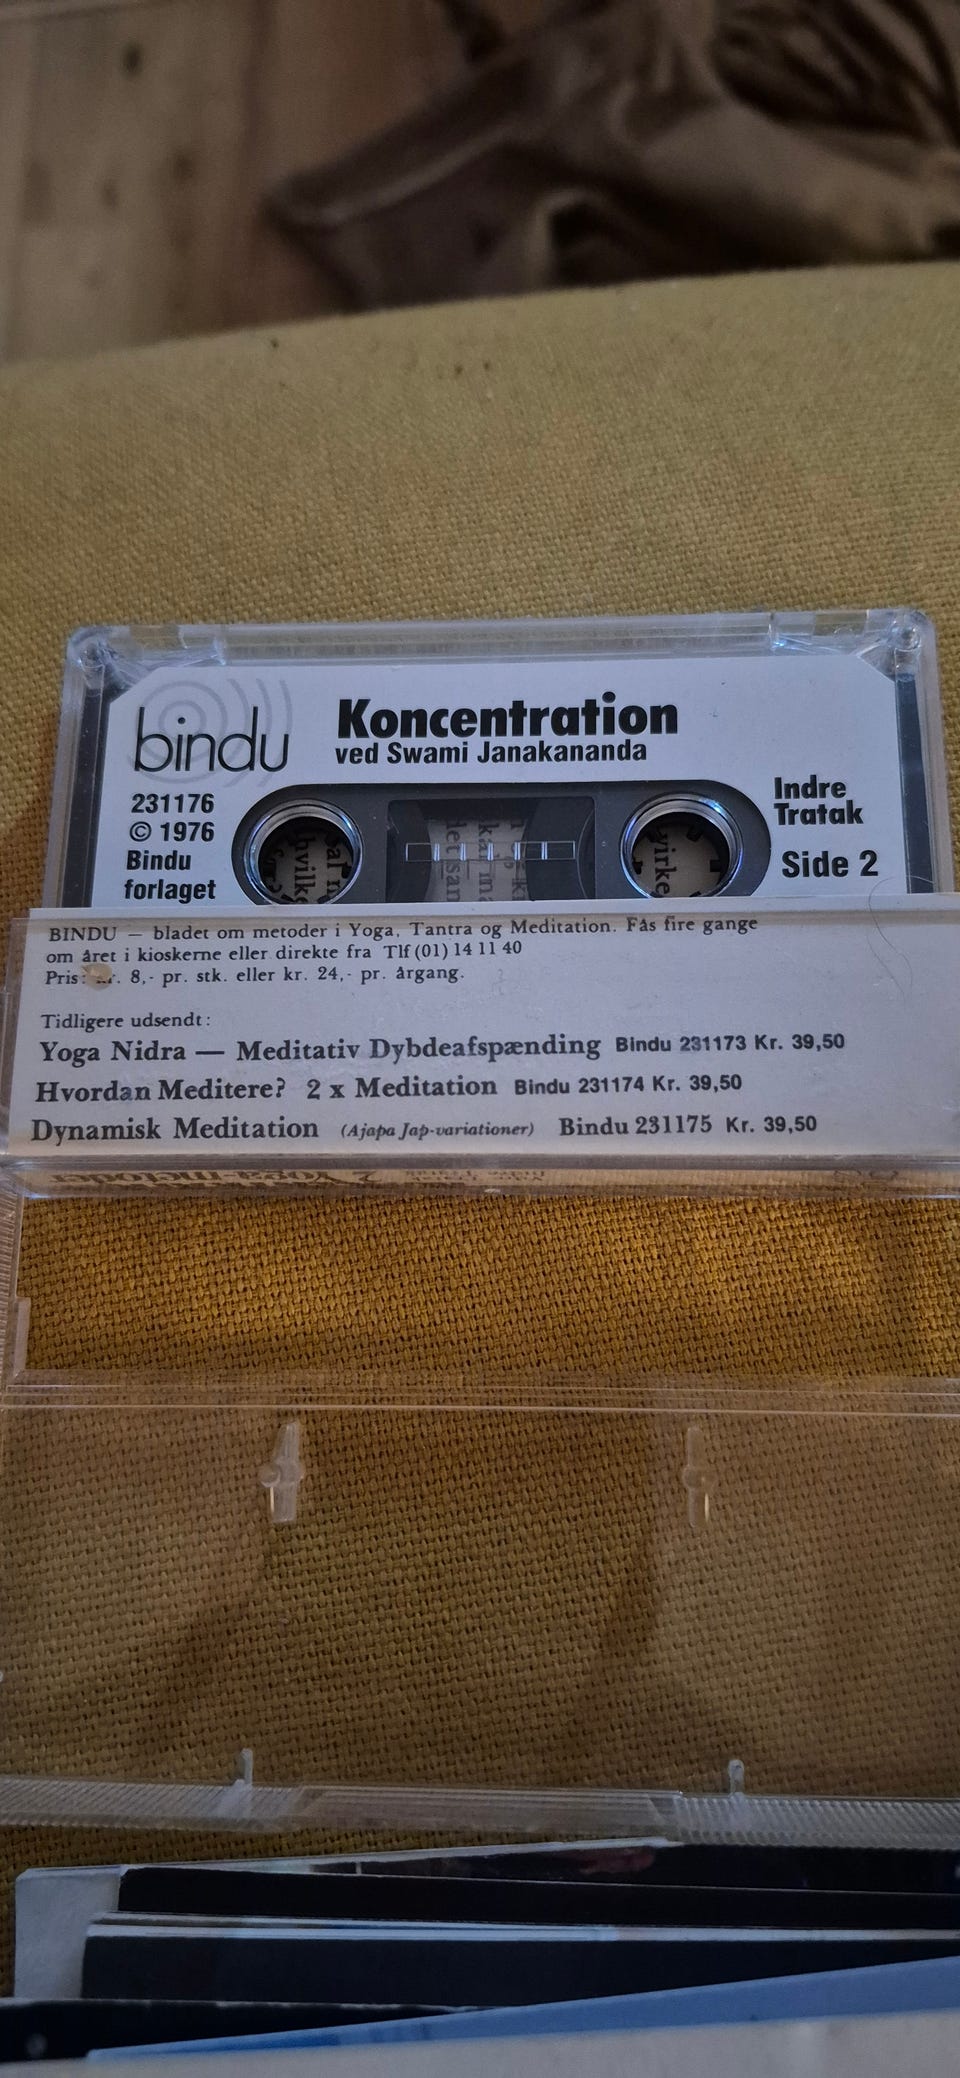 bindu
Koncentration
ved Swami Janakananda
231176
© 1976
Bindu
forlaget
Indre
Tratak
Side 2
BINDU — bladet om metoder i Yoga, Tantra og Meditation. Fås fire gange
om året i kioskerne eller direkte fra Tlf (01) 14 11 40
Pris: kr. 8,- pr. stk. eller kr. 24,- pr. årgang.
Tidligere udsendt:
Yoga Nidra — Meditativ Dybdeafspænding Bindu 231173 Kr. 39,50
Hvordan Meditere? 2 x Meditation Bindu 231174 Kr. 39,50
Dynamisk Meditation (Ajapa Jap-variationer) Bindu 231175 Kr. 39,50